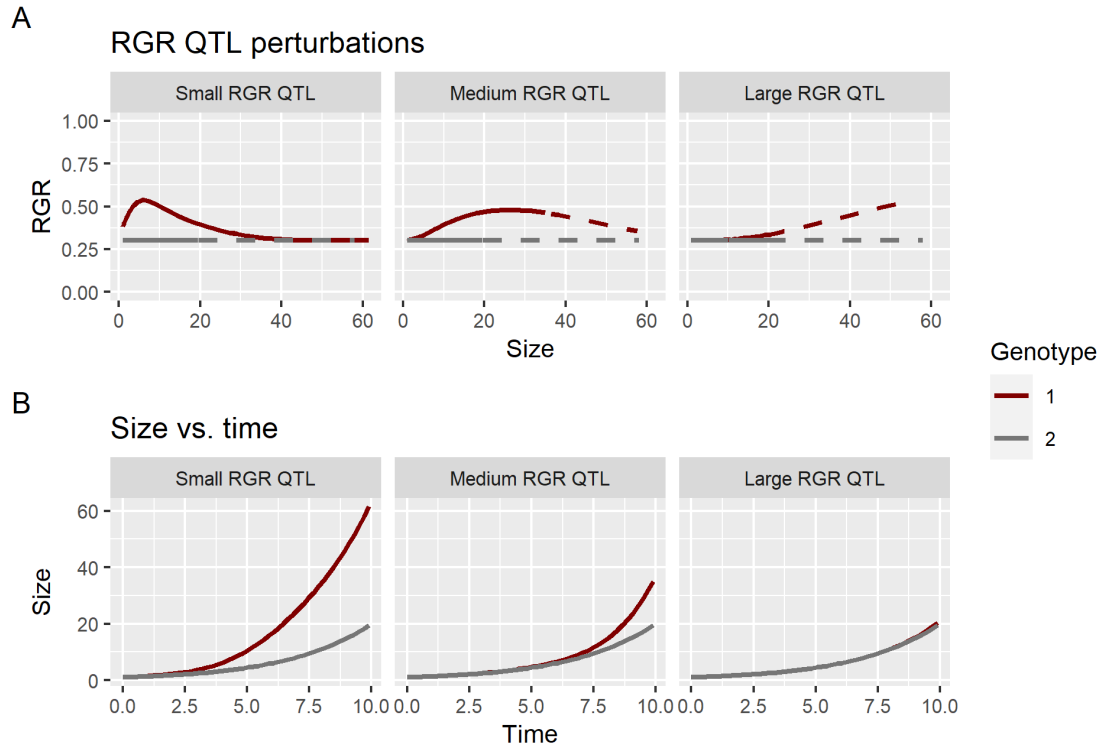 A
RGR QTL perturbations
Small RGR QTL
Medium RGR QTL
Large RGR QTL
RGR
1.00
0.75
0.50
0.25
0.00
0 20 40 60
0 20 40 60
0 20 40 60
Size
Genotype
1
2
B
Size vs. time
Small RGR QTL
Medium RGR QTL
Large RGR QTL
Size
60
40
20
0
0.0 2.5 5.0 7.5 10.0
0.0 2.5 5.0 7.5 10.0
0.0 2.5 5.0 7.5 10.0
Time